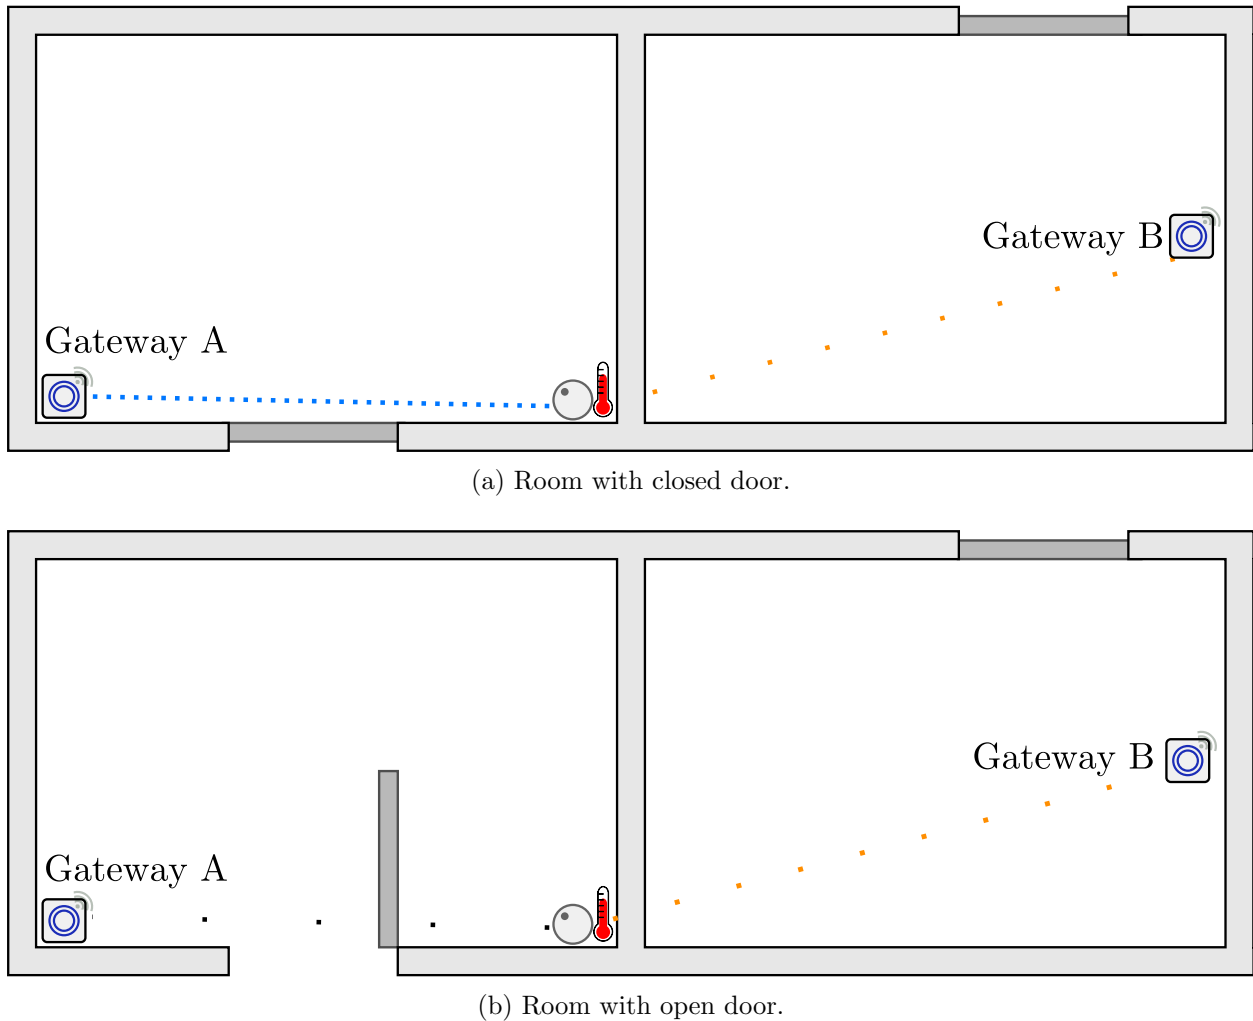 Gateway B
Gateway A
(a) Room with closed door.
Gateway B
Gateway A
(b) Room with open door.